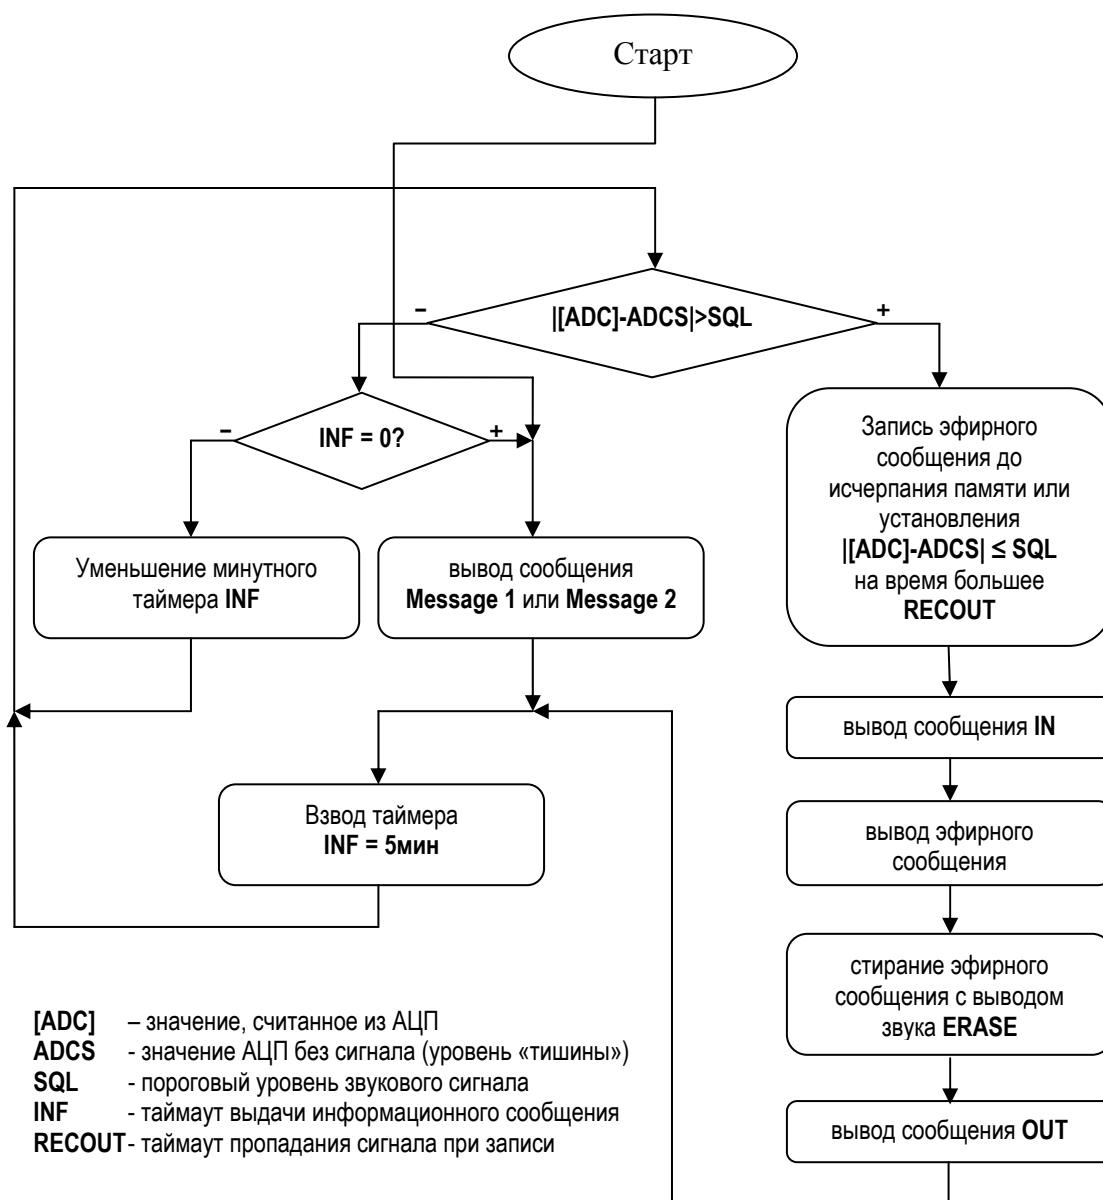 Старт
|[ADC]-ADCS|>SQL
−
+
INF = 0?
−
+
Уменьшение минутного
таймера INF
вывод сообщения
Message 1 или Message 2
Взвод таймера
INF = 5мин
Запись эфирного
сообщения до
исчерпания памяти или
установления
|[ADC]-ADCS| ≤ SQL
на время большее
RECOUT
вывод сообщения IN
вывод эфирного
сообщения
стирание эфирного
сообщения с выводом
звука ERASE
вывод сообщения OUT
[ADC] – значение, считанное из АЦП
ADCS - значение АЦП без сигнала (уровень «тишины»)
SQL - пороговый уровень звукового сигнала
INF - таймаут выдачи информационного сообщения
RECOUT - таймаут пропадания сигнала при записи